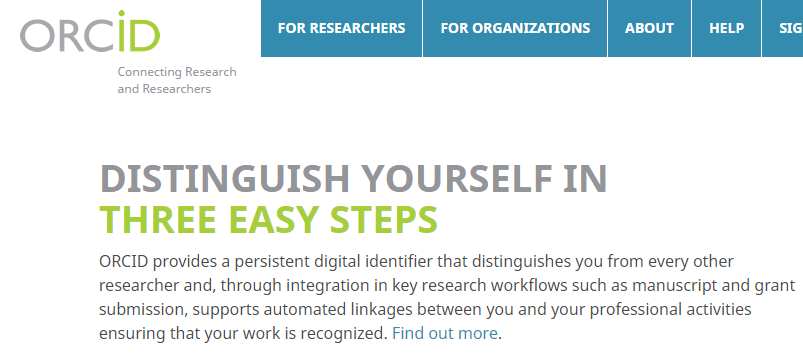 ORCID
Connecting Research
and Researchers
FOR RESEARCHERS
FOR ORGANIZATIONS
ABOUT
HELP
SIG
DISTINGUISH YOURSELF IN
THREE EASY STEPS
ORCID provides a persistent digital identifier that distinguishes you from every other
researcher and, through integration in key research workflows such as manuscript and grant
submission, supports automated linkages between you and your professional activities
ensuring that your work is recognized. Find out more.